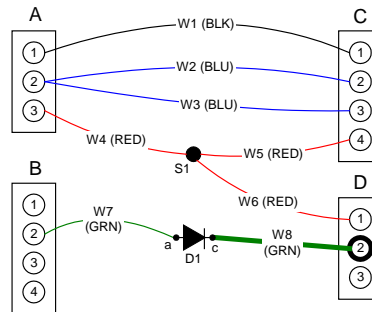 A
C
W1 (BLK)
1
1
W2 (BLU)
2
2
W3 (BLU)
3
3
W4 (RED)
W5 (RED)
4
S1
B
D
W6 (RED)
1
1
W7
(GRN)
2
W8
(GRN)
2
a
c
D1
3
3
4